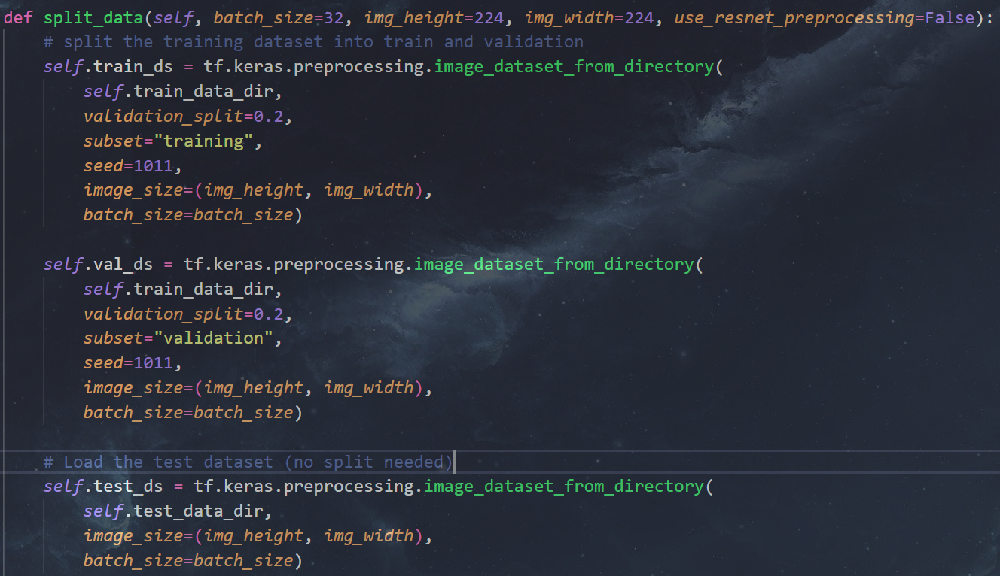 def split_data(self, batch_size=32, img_height=224, img_width=224, use_resnet_preprocessing=False):
    # split the training dataset into train and validation
    self.train_ds = tf.keras.preprocessing.image_dataset_from_directory(
        self.train_data_dir,
        validation_split=0.2,
        subset="training",
        seed=1011,
        image_size=(img_height, img_width),
        batch_size=batch_size)

    self.val_ds = tf.keras.preprocessing.image_dataset_from_directory(
        self.train_data_dir,
        validation_split=0.2,
        subset="validation",
        seed=1011,
        image_size=(img_height, img_width),
        batch_size=batch_size)

    # Load the test dataset (no split needed)
    self.test_ds = tf.keras.preprocessing.image_dataset_from_directory(
        self.test_data_dir,
        image_size=(img_height, img_width),
        batch_size=batch_size)